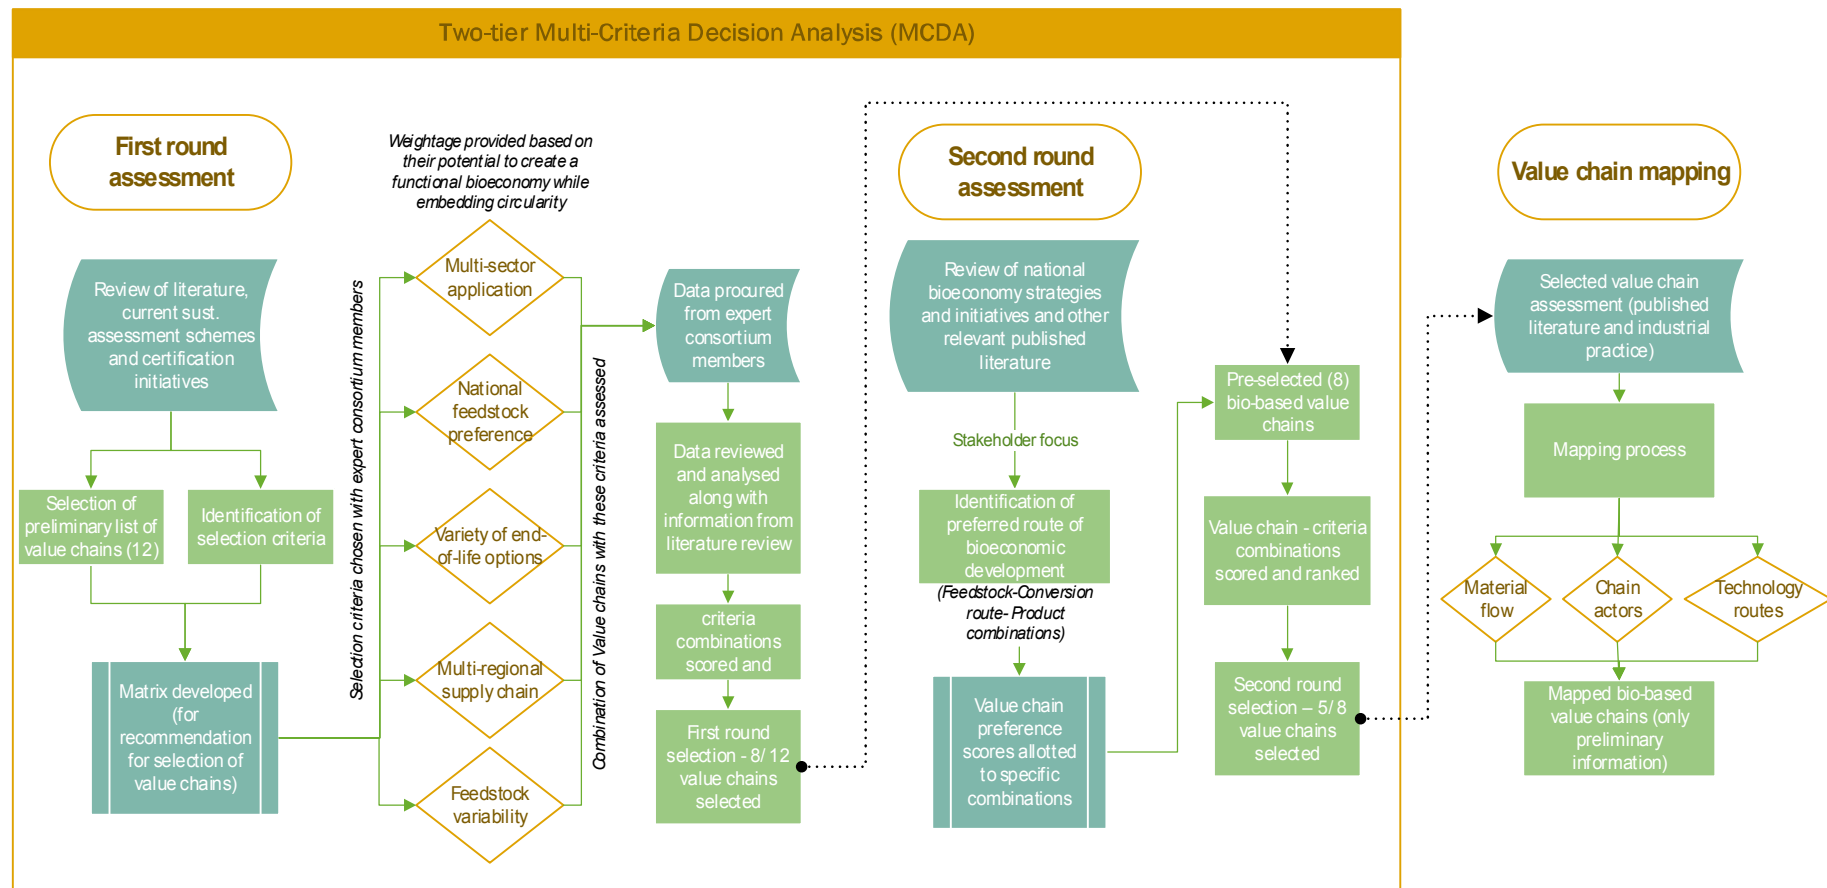 Two-tier Multi-Criteria Decision Analysis (MCDA)
First round
assessment
Review of literature,
current sust.
assessment schemes
and certification
initiatives
Selection of
preliminary list of
value chains (12)
Identification of
selection criteria
Matrix developed
(for
recommendation
for selection of
value chains)
Selection criteria chosen with expert consortium members
Weightage provided based on
their potential to create a
functional bioeconomy while
embedding circularity
Multi-sector
application
National
feedstock
preference
Variety of end-
of-life options
Multi-regional
supply chain
Feedstock
variability
Combination of Value chains with these criteria assessed
Data procured
from expert
consortium
members
Data reviewed
and analysed
along with
information from
literature review
criteria
combinations
scored and
First round
selection - 8/ 12
value chains
selected
Second round
assessment
Review of national
bioeconomy strategies
and initiatives and other
relevant published
literature
Stakeholder focus
Identification of
preferred route of
bioeconomic
development
(Feedstock-Conversion
route- Product
combinations)
Value chain
preference
scores allotted
to specific
combinations
Pre-selected (8)
bio-based value
chains
Value chain - criteria
combinations
scored and ranked
Second round
selection – 5/ 8
value chains
selected
Value chain mapping
Selected value chain
assessment (published
literature and industrial
practice)
Mapping process
Material
flow
Chain
actors
Technology
routes
Mapped bio-based
value chains (only
preliminary
information)